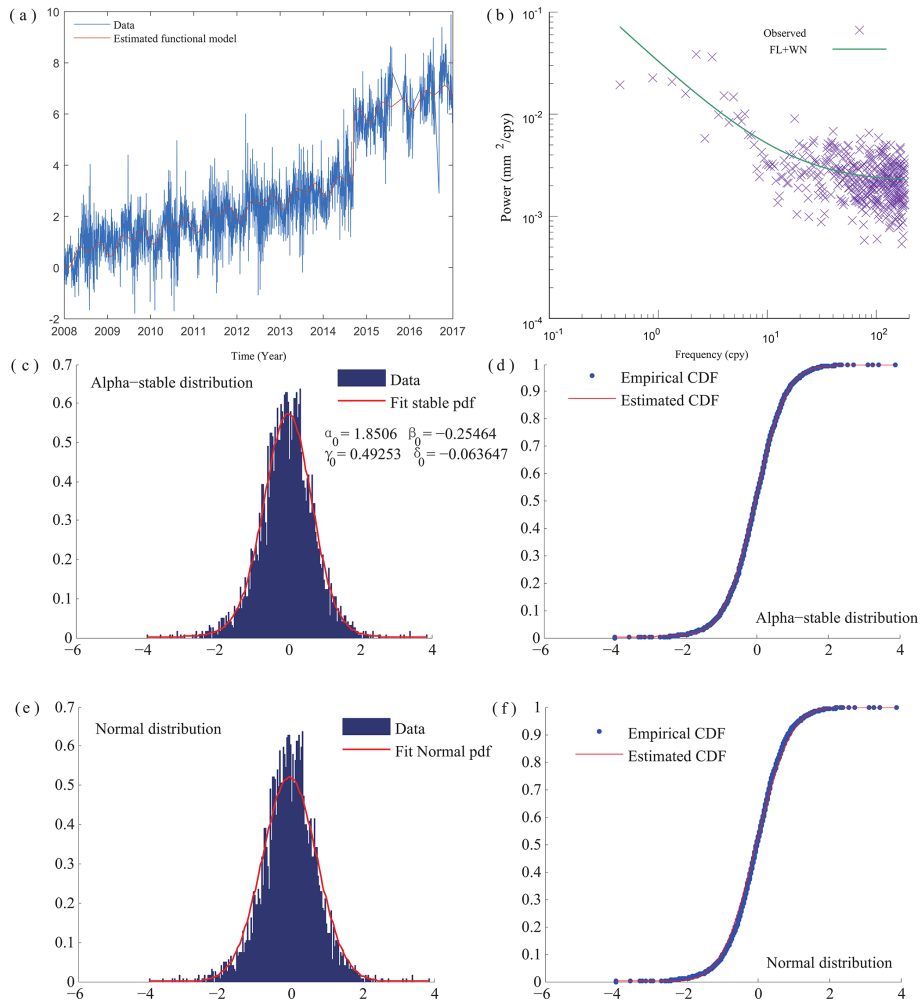 ( a )
Data
Estimated functional model
10
8
6
4
2
0
-2
2008 2009 2010 2011 2012 2013 2014 2015 2016 2017
Time (Year)
( b )
Observed
FL+WN
Power (mm^2/cpy)
10^-1
10^-2
10^-3
10^-4
10^-1 10^0 10^1 10^2
Frequency (cpy)
( c )
Alpha−stable distribution
Data
Fit stable pdf
α0 = 1.8506 β0 = −0.25464
γ0 = 0.49253 δ0 = −0.063647
0.7
0.6
0.5
0.4
0.3
0.2
0.1
0
−6 −4 −2 0 2 4
( d )
Empirical CDF
Estimated CDF
1
0.9
0.8
0.7
0.6
0.5
0.4
0.3
0.2
0.1
0
Alpha−stable distribution
−6 −4 −2 0 2 4
( e )
Normal distribution
Data
Fit Normal pdf
0.7
0.6
0.5
0.4
0.3
0.2
0.1
0
−6 −4 −2 0 2 4
( f )
Empirical CDF
Estimated CDF
1
0.9
0.8
0.7
0.6
0.5
0.4
0.3
0.2
0.1
0
Normal distribution
−6 −4 −2 0 2 4